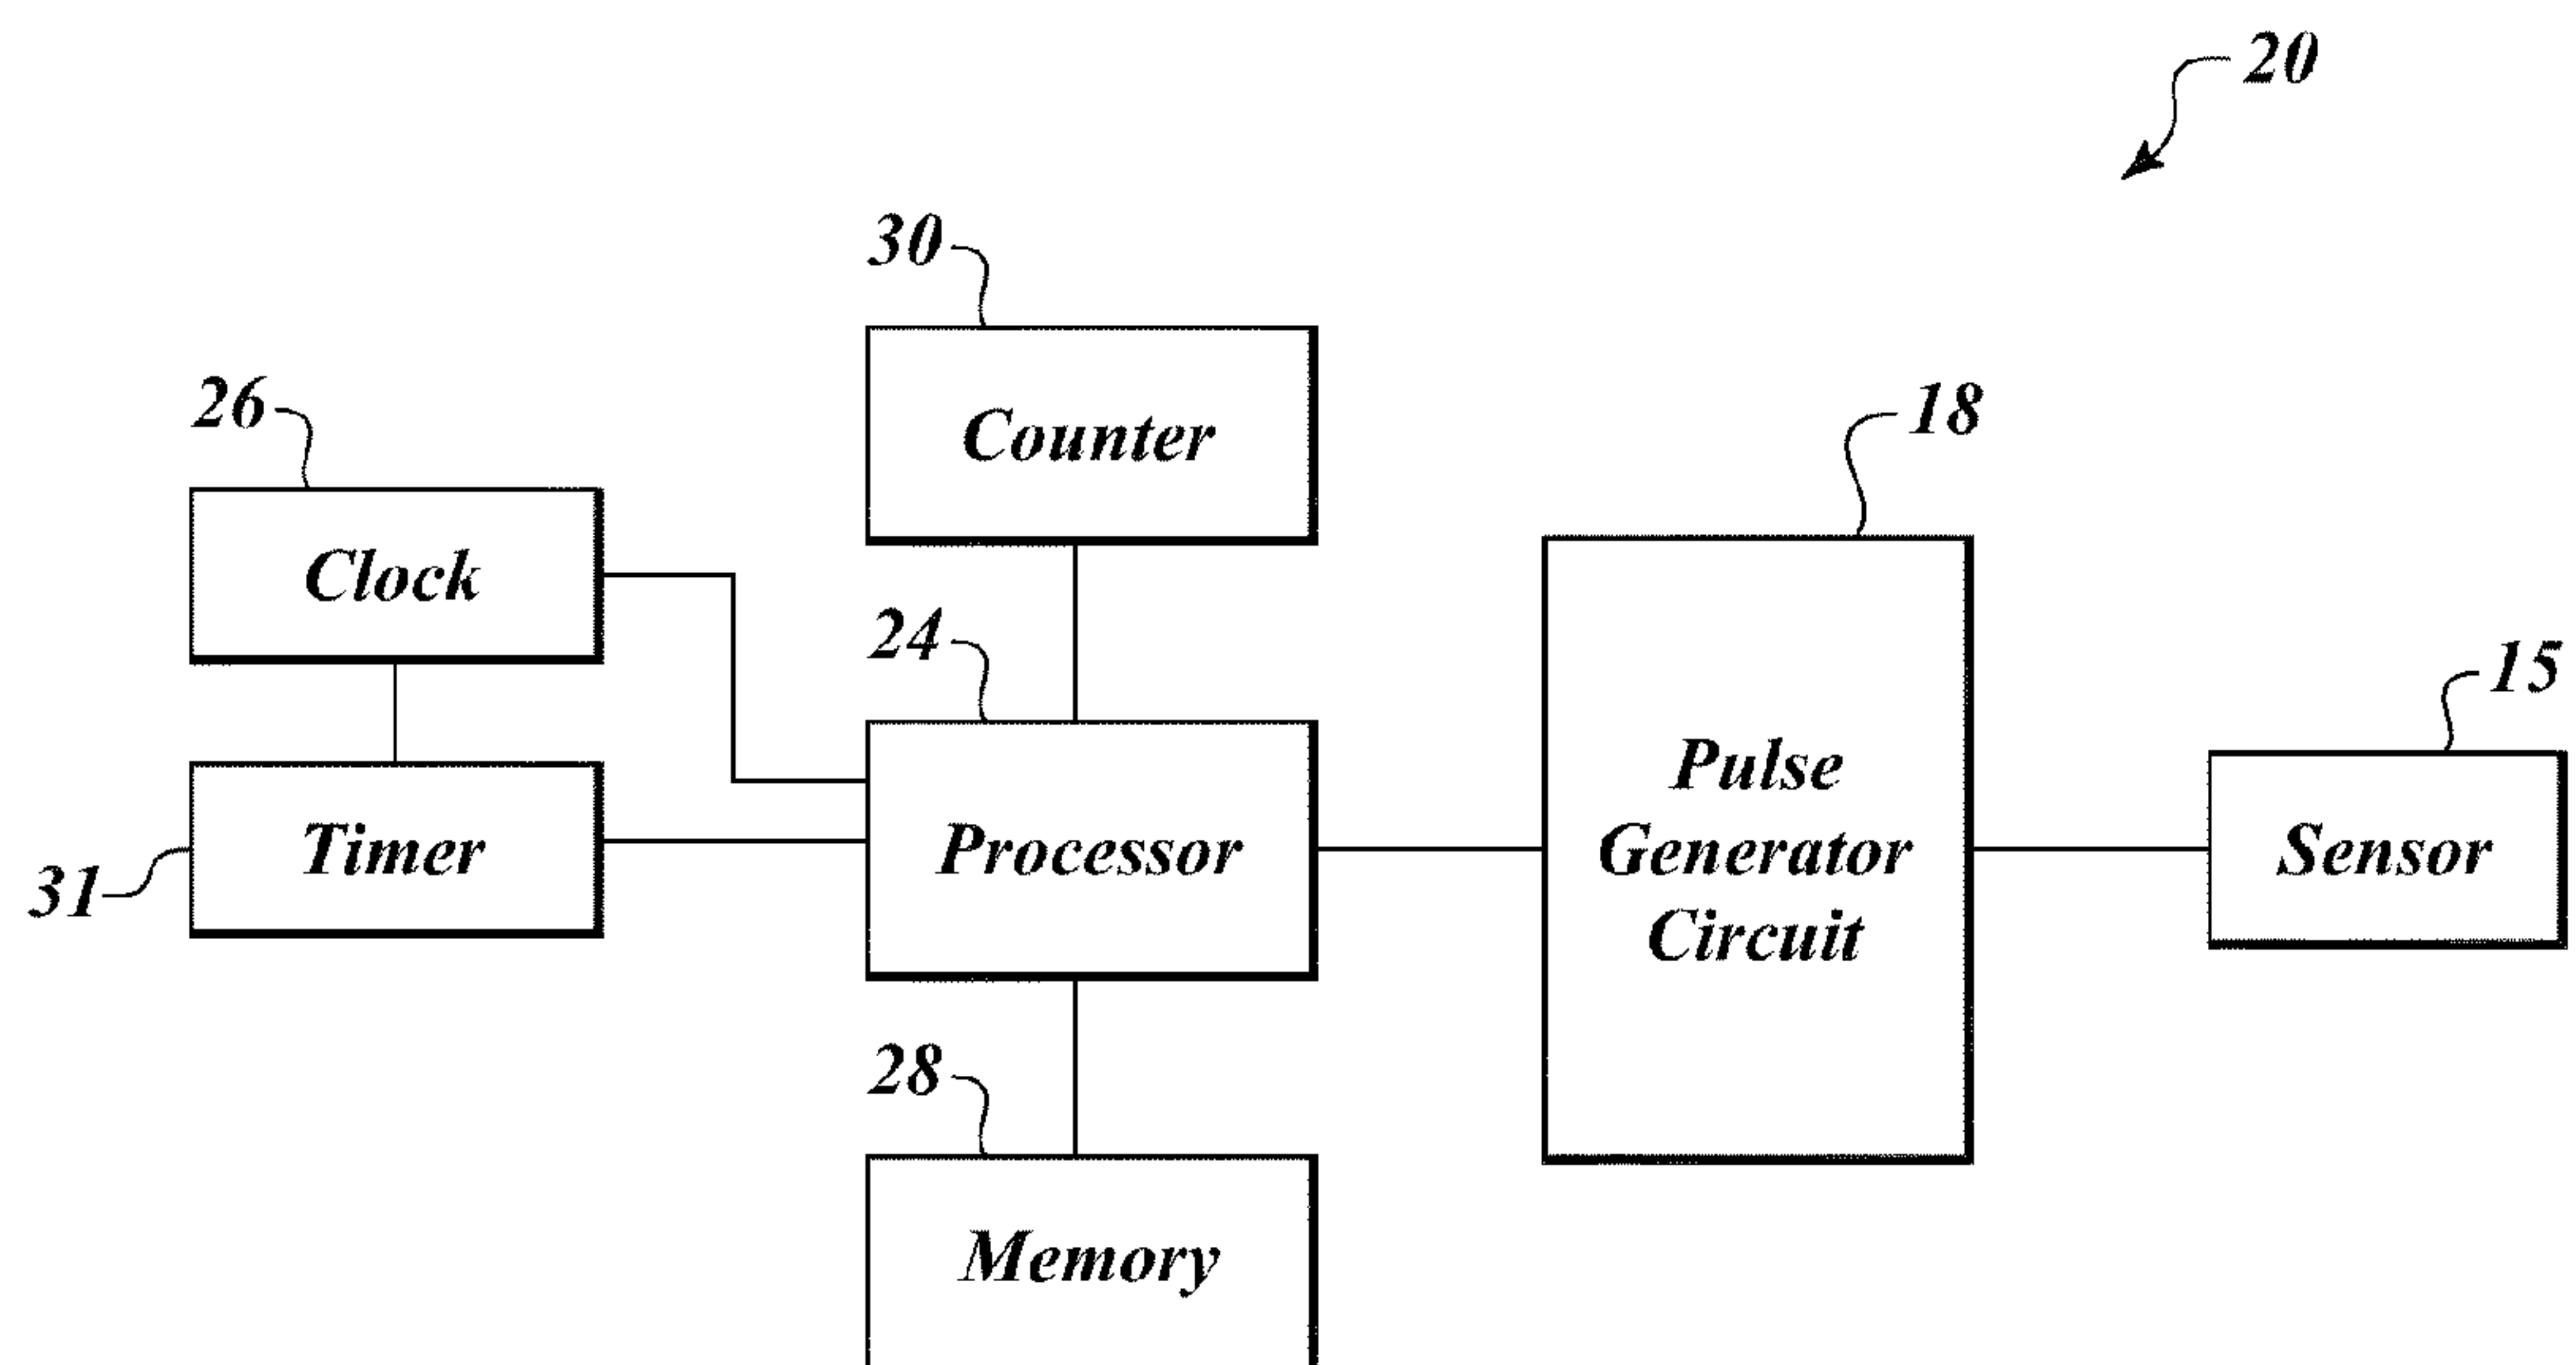 20
30
Counter
26
Clock
18
24
Processor
15
Timer
31
Pulse
Generator
Circuit
Sensor
28
Memory